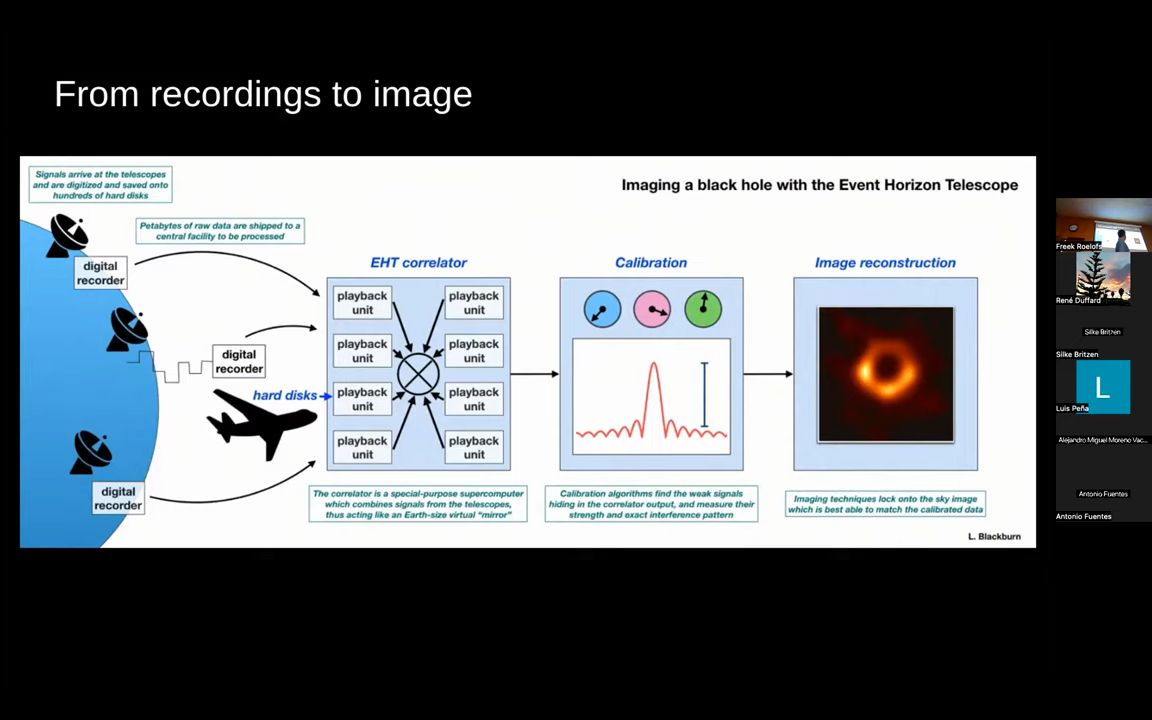 From recordings to image
Signals arrive at the telescopes
and are digitized and saved onto
hundreds of hard disks
Imaging a black hole with the Event Horizon Telescope
Petabytes of raw data are shipped to a
central facility to be processed
digital
recorder
digital
recorder
hard disks
digital
recorder
EHT correlator
playback
unit
playback
unit
playback
unit
playback
unit
playback
unit
playback
unit
playback
unit
playback
unit
The correlator is a special-purpose supercomputer
which combines signals from the telescopes,
thus acting like an Earth-size virtual “mirror”
Calibration
Calibration algorithms find the weak signals
hiding in the correlator output, and measure their
strength and exact interference pattern
Image reconstruction
Imaging techniques lock onto the sky image
which is best able to match the calibrated data
L. Blackburn
Freek Roelofs
René Duffard
Silke Britzen
Silke Britzen
L
Luis Peña
Alejandro Miguel Moreno Vac...
Antonio Fuentes
Antonio Fuentes